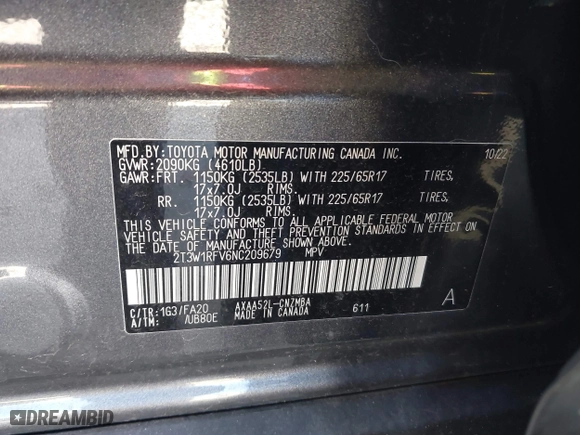 MFD.BY:TOYOTA MOTOR MANUFACTURING CANADA INC. 10/22
GVWR:2090KG (4610LB)
GAWR:FRT. 1150KG (2535LB) WITH 225/65R17 TIRES,
17x7.0J RIMS.
RR. 1150KG (2535LB) WITH 225/65R17 TIRES,
17x7.0J RIMS.
THIS VEHICLE CONFORMS TO ALL APPLICABLE FEDERAL MOTOR
VEHICLE SAFETY AND THEFT PREVENTION STANDARDS IN EFFECT
ON THE DATE OF MANUFACTURE SHOWN ABOVE.
2T3W1RFV6NC209679 MPV
C/TR:1G3/FA20 AXAA52L-CNZMBA 611 A
A/TM: /UB80E MADE IN CANADA
DREAMBID